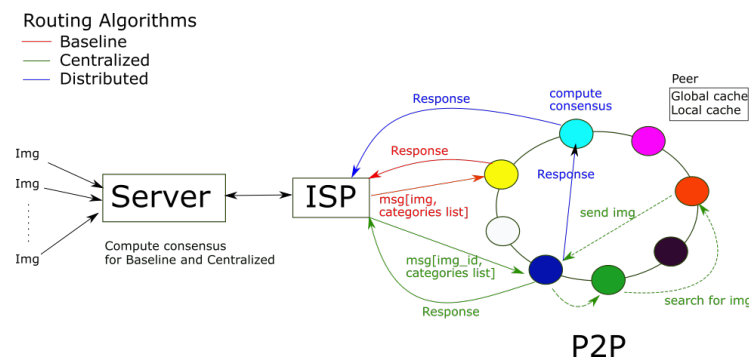 Routing Algorithms
Baseline
Centralized
Distributed
Peer
Global cache
Local cache
compute
consensus
Response
Response
Response
Img
Img
Img
Server
ISP
msg[img,
categories list]
send img
Compute consensus
for Baseline and Centralized
msg[img_id,
categories list]
Response
search for img
P2P